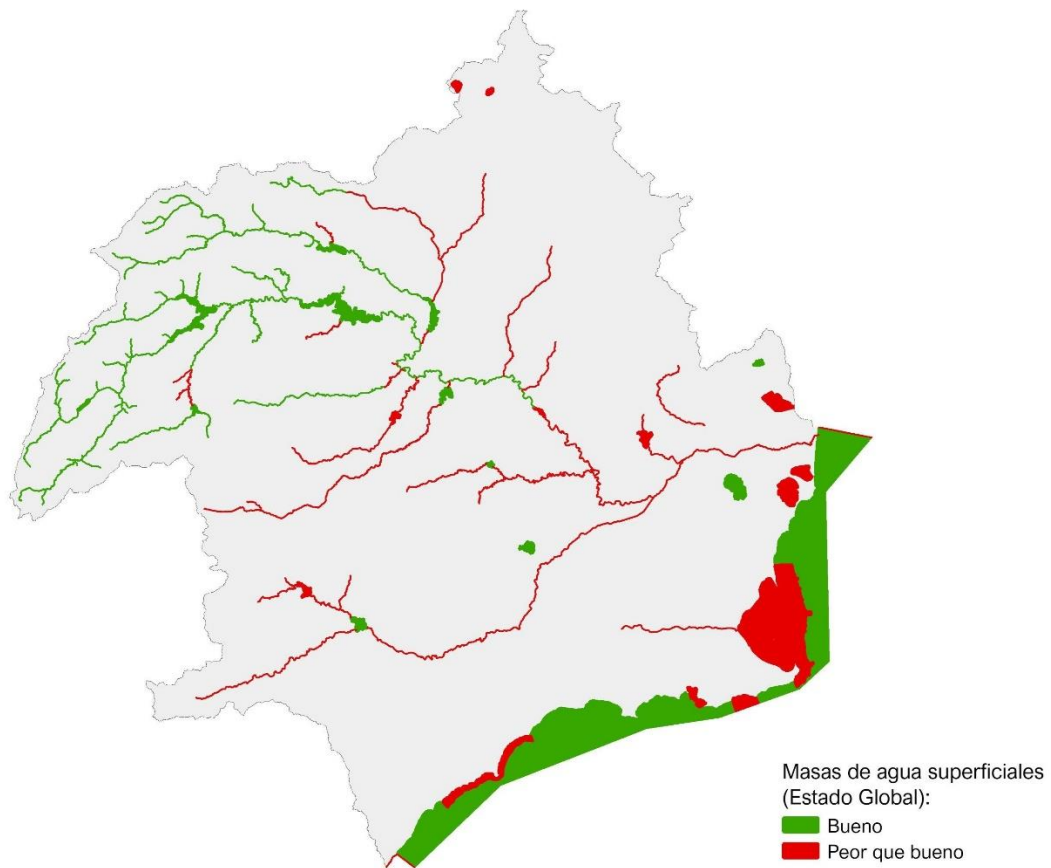 Masas de agua superficiales
(Estado Global):
Bueno
Peor que bueno